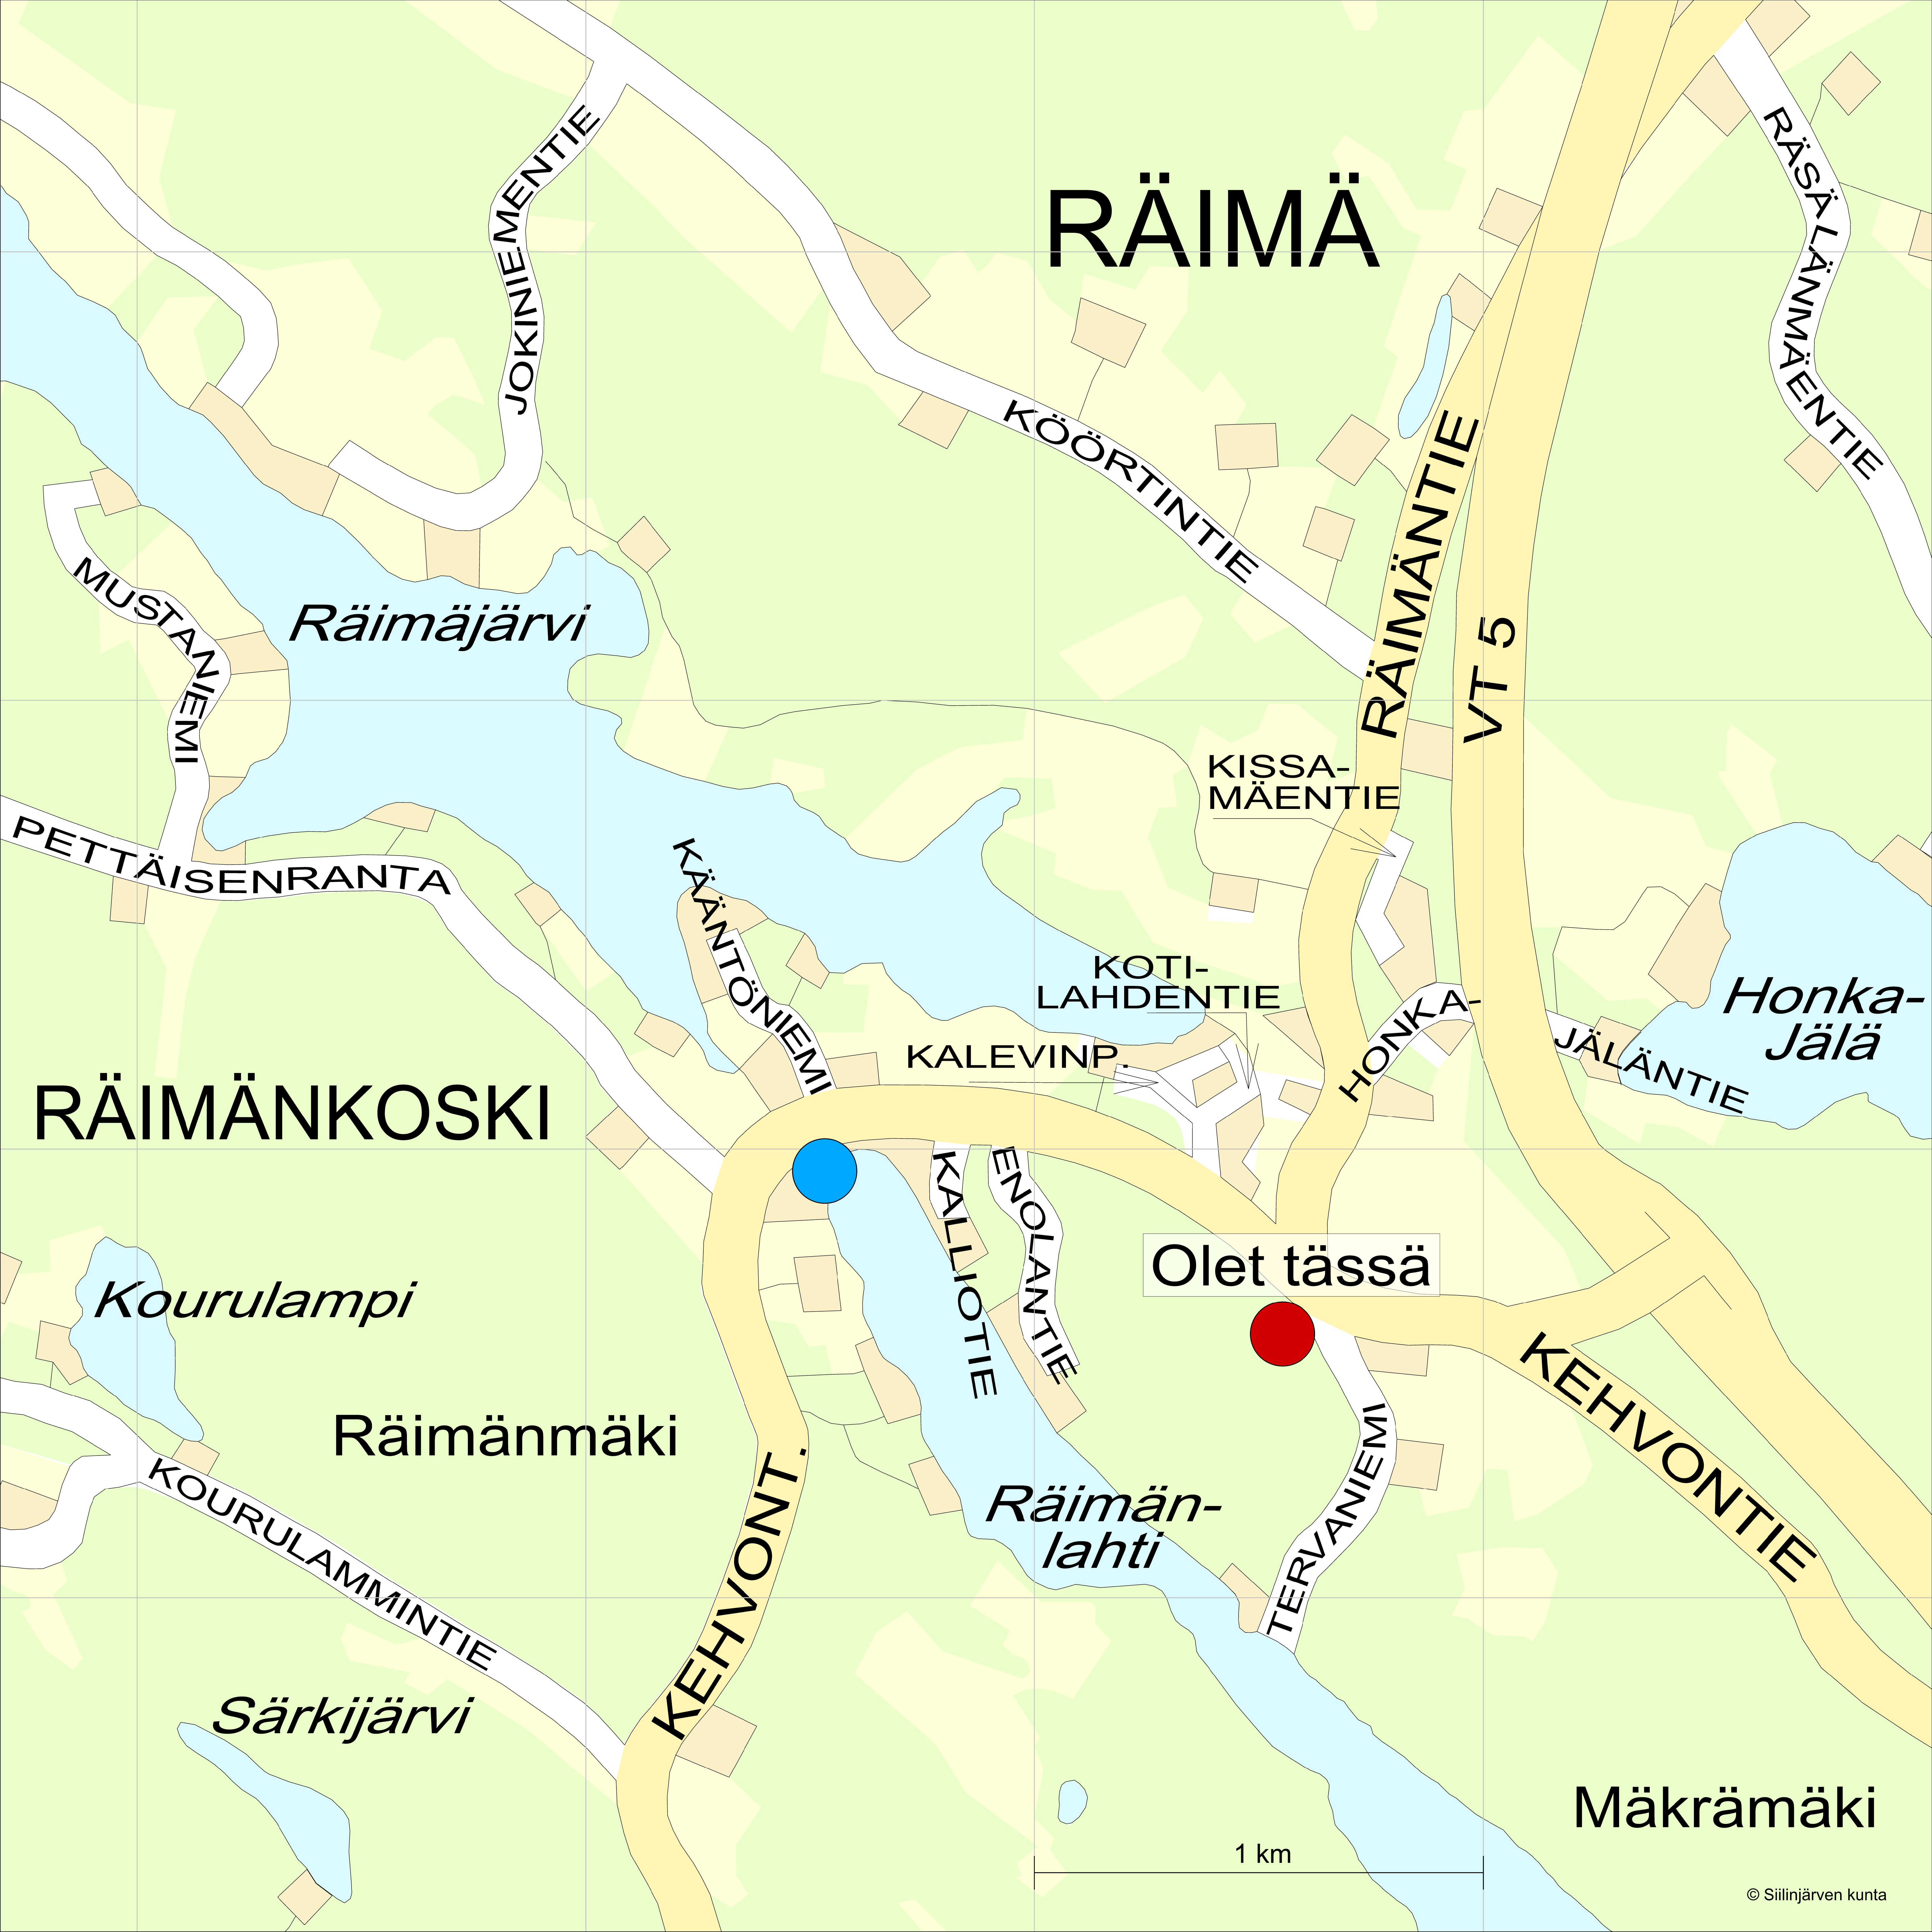 JOKINIEMENTIE
RÄSÄLÄNMÄENTIE
RÄIMÄ
KÖÖRTINTIE
RÄIMÄNTIE
MUSTANIEMI
Räimäjärvi
VT 5
KISSA-
MÄENTIE
PETTÄISENRANTA
KÄÄNTÖNIEMI
KOTI-
LAHDENTIE
HONKA-
JÄLÄNTIE
Honka-
Jälä
KALEVINP.
RÄIMÄNKOSKI
KALLIOTIE
ENOLANTIE
Olet tässä
Kourulampi
KEHVONTIE
Räimänmäki
KEHVONT.
TERVANIEMI
Räimän-
lahti
KOURULAMMINTIE
Särkijärvi
Mäkrämäki
1 km
© Siilinjärven kunta